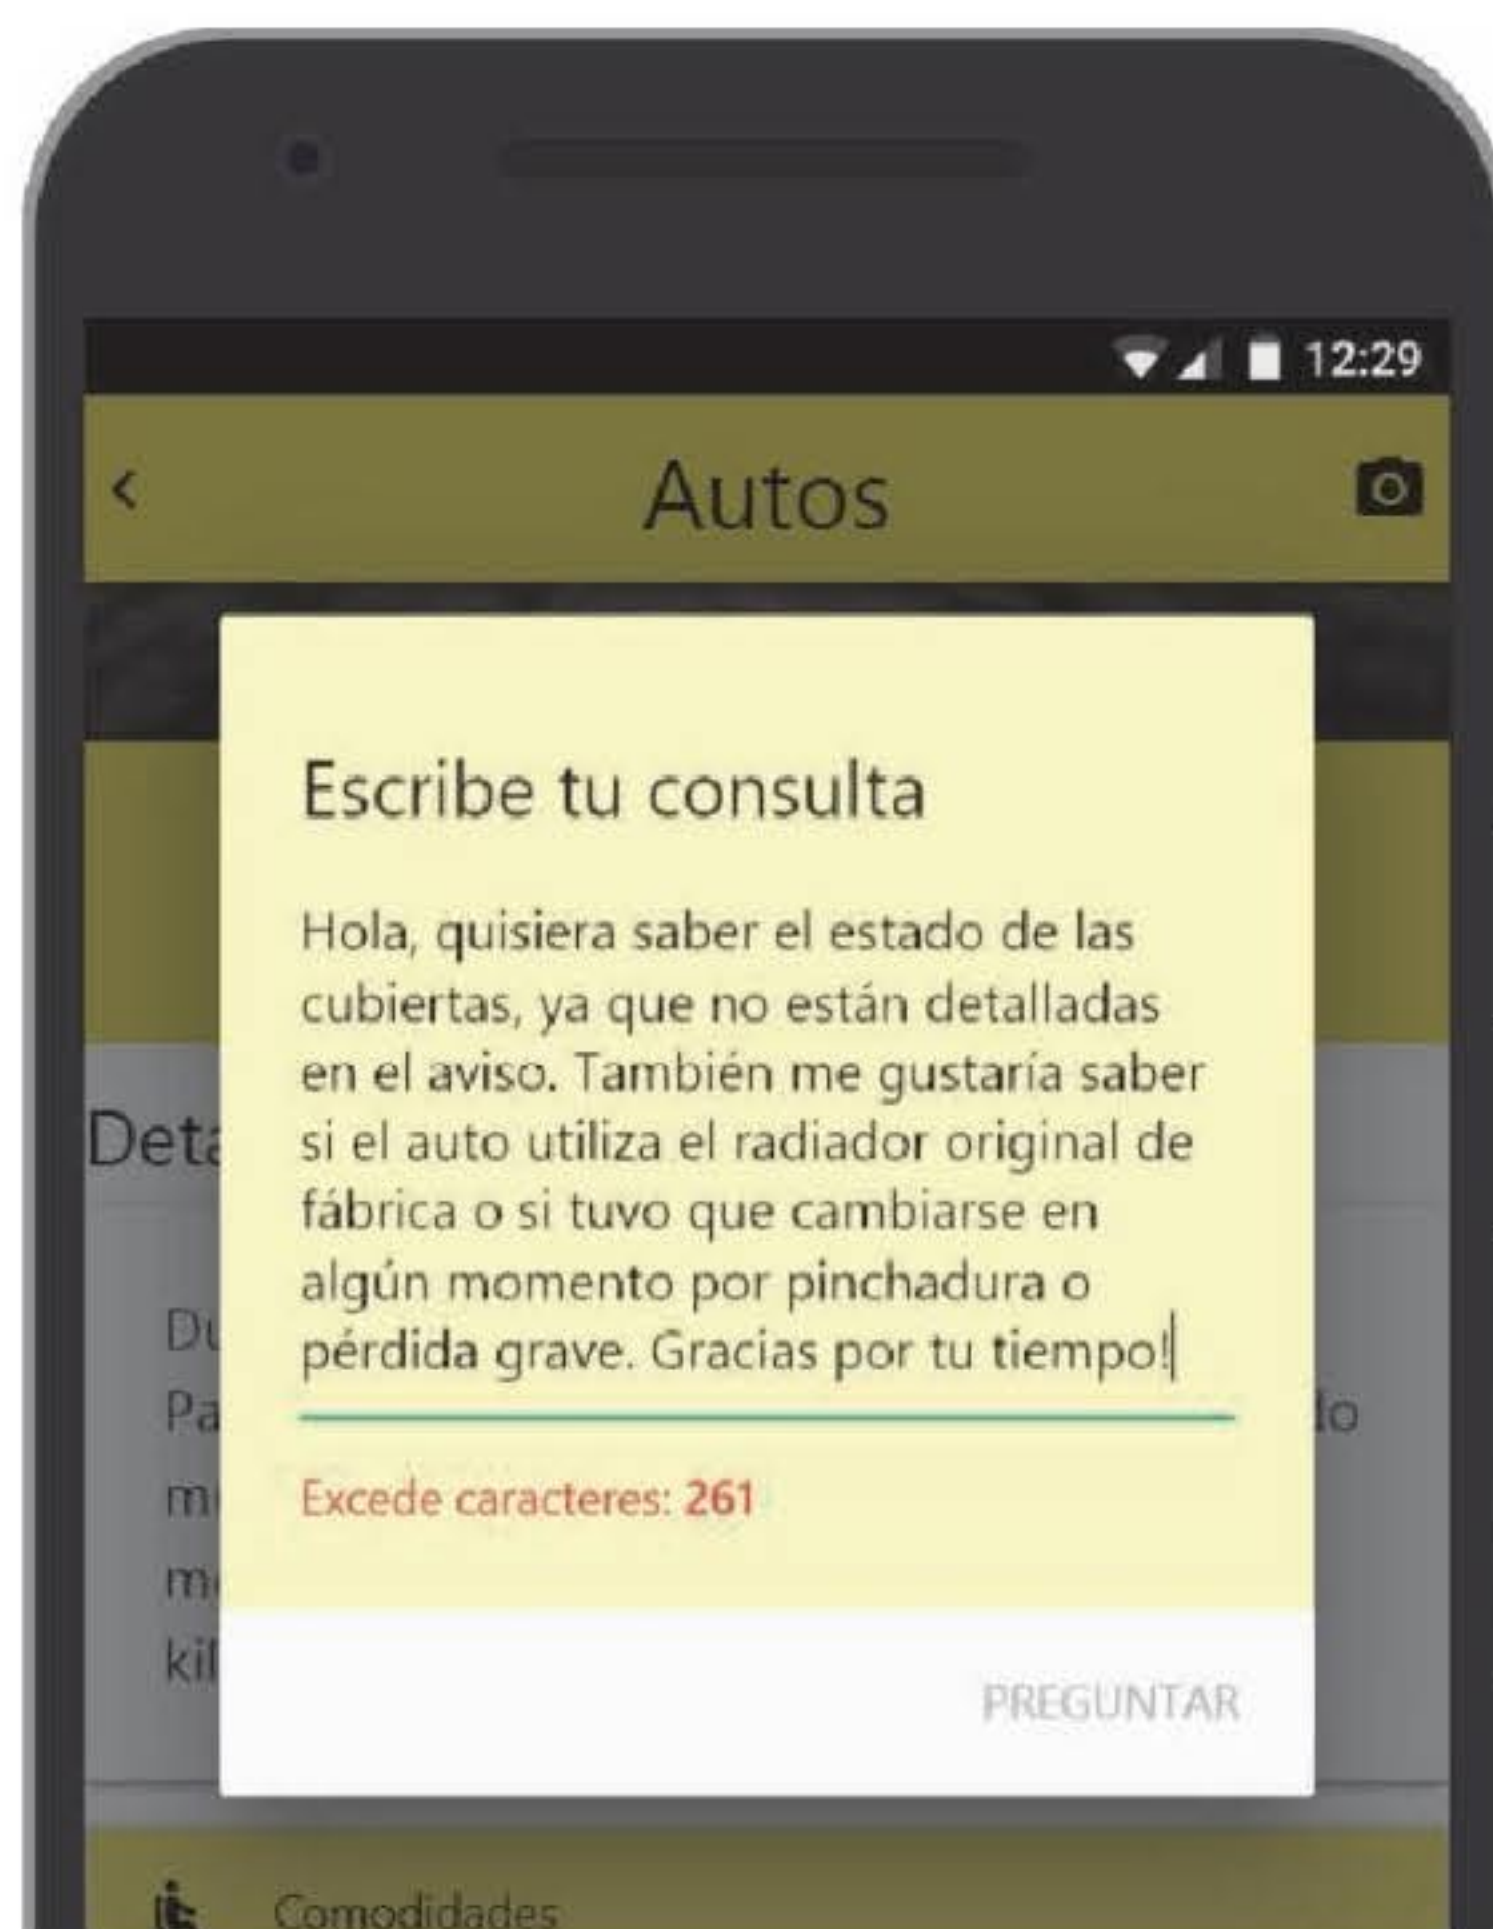 12:29
Autos
Escribe tu consulta
Hola, quisiera saber el estado de las
cubiertas, ya que no están detalladas
en el aviso. También me gustaría saber
si el auto utiliza el radiador original de
fábrica o si tuvo que cambiarse en
algún momento por pinchadura o
pérdida grave. Gracias por tu tiempo!
Excede caracteres: 261
PREGUNTAR
Comodidades